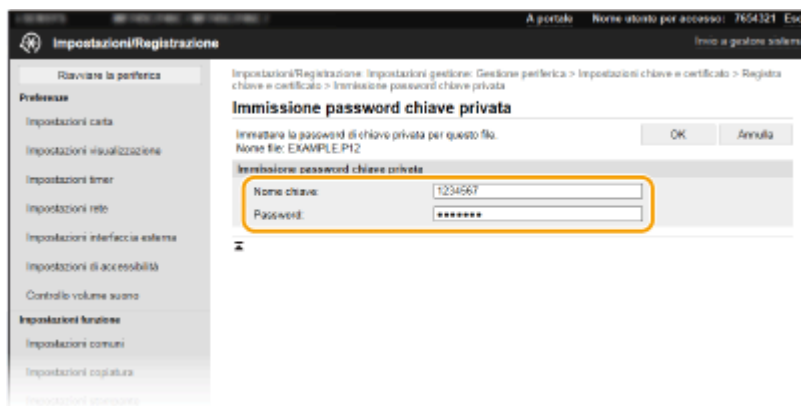 A portale Nome utente per accesso: 7654321 Esc
Impostazioni/Registrazione
Invio a gestore sistem
Riavviare la periferica
Preferenze
Impostazioni carta
Impostazioni visualizzazione
Impostazioni timer
Impostazioni rete
Impostazioni interfaccia esterna
Impostazioni di accessibilità
Controllo volume suono
Impostazioni funzione
Impostazioni comuni
Impostazioni copiatura
Impostazioni stampante
Impostazioni/Registrazione: Impostazioni gestione: Gestione periferica > Impostazioni chiave e certificato > Registra
chiave e certificato > Immissione password chiave privata
Immissione password chiave privata
Immettere la password di chiave privata per questo file.
Nome file: EXAMPLE.P12
OK Annulla
Immissione password chiave privata
Nome chiave: 1234567
Password: •••••••